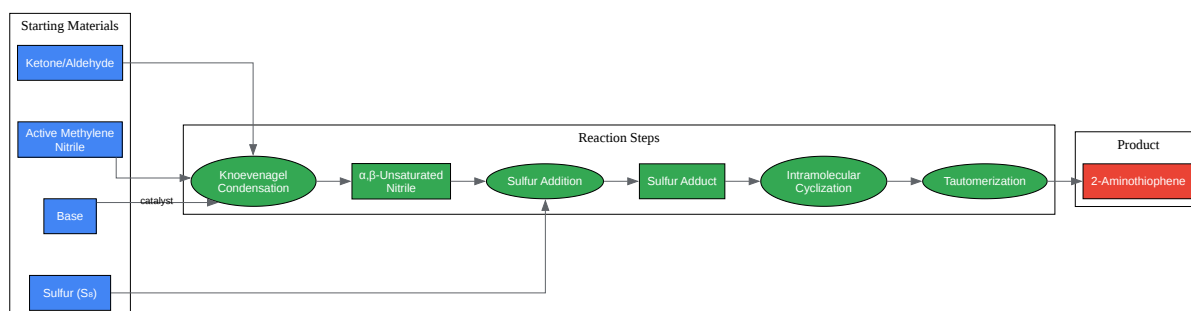 Starting Materials
Ketone/Aldehyde
Active Methylene
Nitrile
Base
Sulfur (S₈)
catalyst
Reaction Steps
Knoevenagel
Condensation
α,β-Unsaturated
Nitrile
Sulfur Addition
Sulfur Adduct
Intramolecular
Cyclization
Tautomerization
Product
2-Aminothiophene